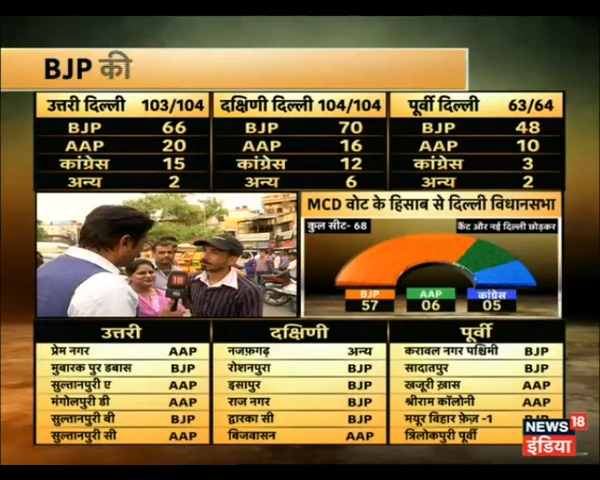 BJP की
उत्तरी दिल्ली 103/104
BJP 66
AAP 20
कांग्रेस 15
अन्य 2
दक्षिणी दिल्ली 104/104
BJP 70
AAP 16
कांग्रेस 12
अन्य 6
पूर्वी दिल्ली 63/64
BJP 48
AAP 10
कांग्रेस 3
अन्य 2
18
MCD वोट के हिसाब से दिल्ली विधानसभा
कुल सीट- 68
कैंट और नई दिल्ली छोड़कर
BJP 57
AAP 06
कांग्रेस 05
उत्तरी
प्रेम नगर AAP
मुबारक पुर डबास BJP
सुल्तानपुरी ए AAP
मंगोलपुरी डी AAP
सुल्तानपुरी बी BJP
सुल्तानपुरी सी AAP
दक्षिणी
नजफ़गढ़ अन्य
रोशनपुरा BJP
इसापुर BJP
राज नगर BJP
द्वारका सी BJP
बिजवासन AAP
पूर्वी
करावल नगर पश्चिमी BJP
सादातपुर BJP
खजूरी ख़ास AAP
श्रीराम कॉलोनी AAP
मयूर विहार फ़ेज़ -1
त्रिलोकपुरी पूर्वी
NEWS 18
इंडिया